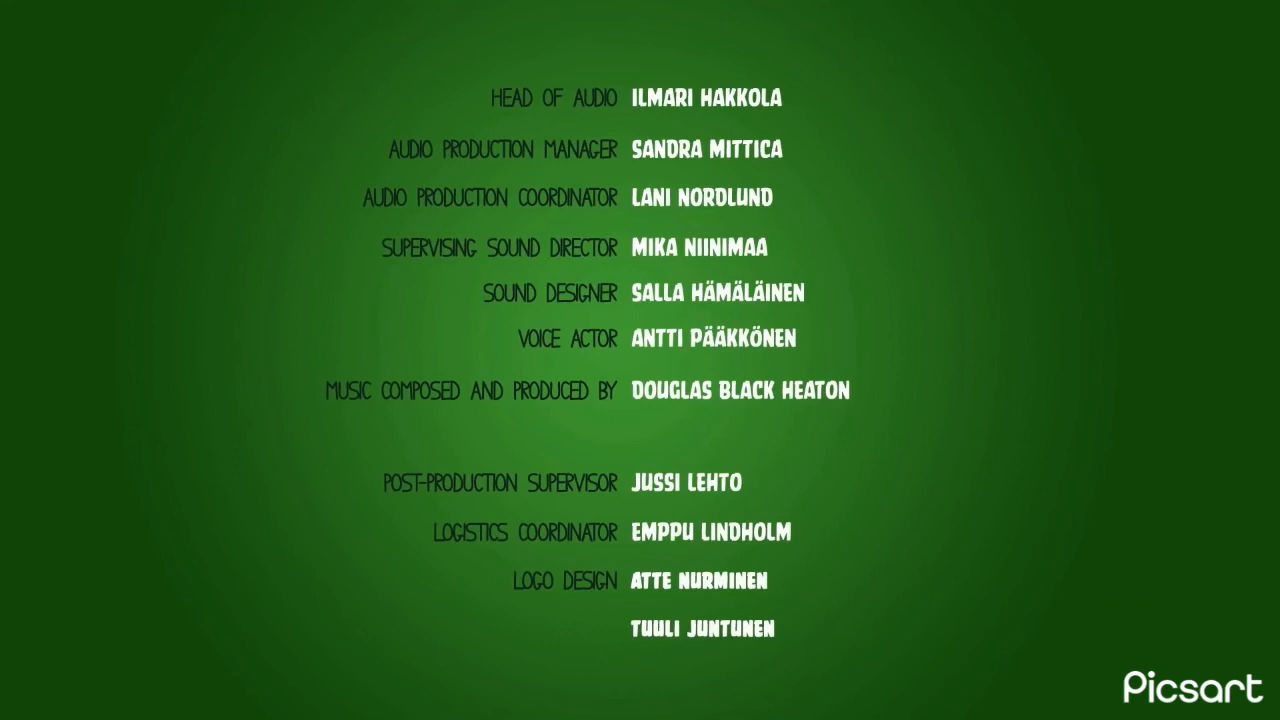 HEAD OF AUDIO ILMARI HAKKOLA
AUDIO PRODUCTION MANAGER SANDRA MITTICA
AUDIO PRODUCTION COORDINATOR LANI NORDLUND
SUPERVISING SOUND DIRECTOR MIKA NIINIMAA
SOUND DESIGNER SALLA HÄMÄLÄINEN
VOICE ACTOR ANTTI PÄÄKKÖNEN
MUSIC COMPOSED AND PRODUCED BY DOUGLAS BLACK HEATON
POST-PRODUCTION SUPERVISOR JUSSI LEHTO
LOGISTICS COORDINATOR EMPPU LINDHOLM
LOGO DESIGN ATTE NURMINEN
TUULI JUNTUNEN
Picsart